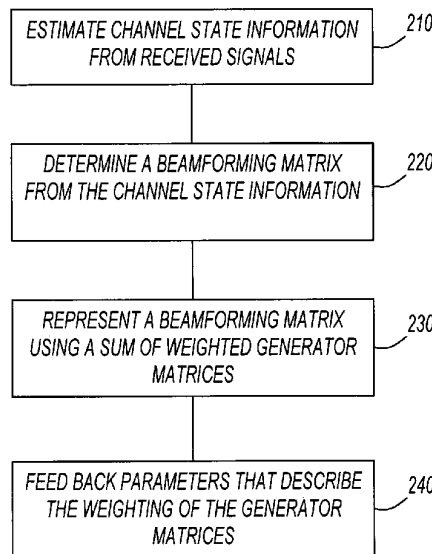 ESTIMATE CHANNEL STATE INFORMATION
FROM RECEIVED SIGNALS
210
DETERMINE A BEAMFORMING MATRIX
FROM THE CHANNEL STATE INFORMATION
220
REPRESENT A BEAMFORMING MATRIX
USING A SUM OF WEIGHTED GENERATOR
MATRICES
230
FEED BACK PARAMETERS THAT DESCRIBE
THE WEIGHTING OF THE GENERATOR
MATRICES
240